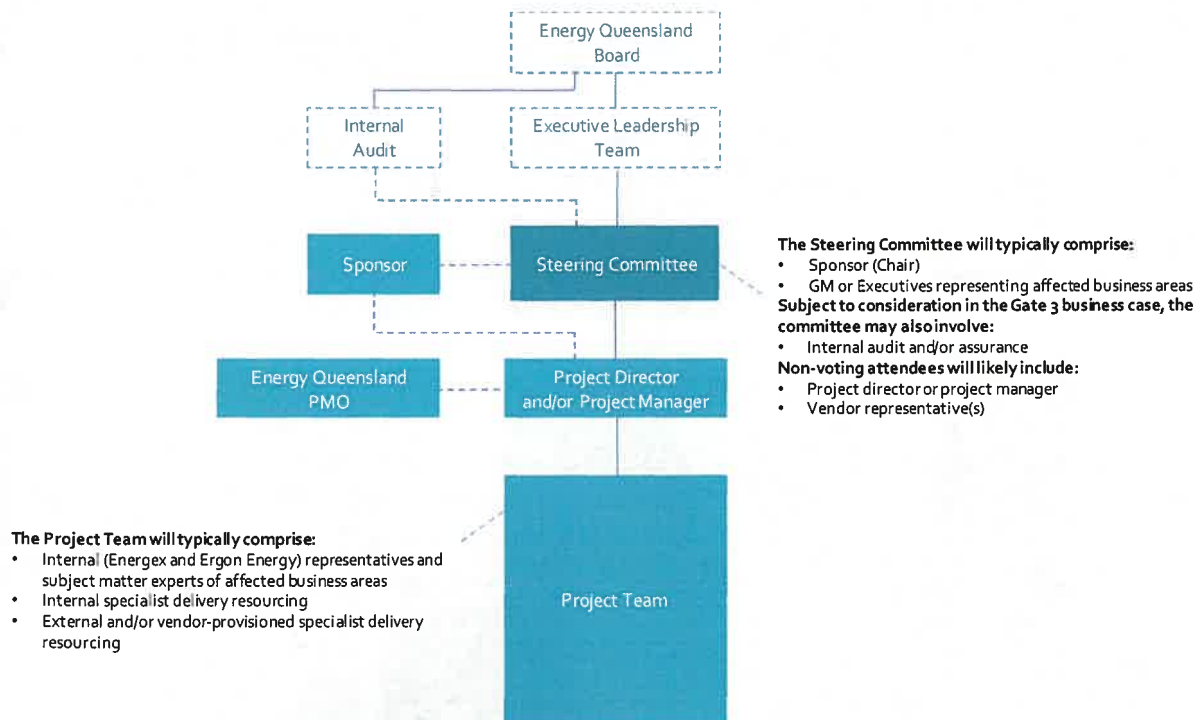 Energy Queensland
Board
Internal
Audit
Executive Leadership
Team
Sponsor
Steering Committee
The Steering Committee will typically comprise:
• Sponsor (Chair)
• GM or Executives representing affected business areas
Subject to consideration in the Gate 3 business case, the
committee may also involve:
• Internal audit and/or assurance
Non-voting attendees will likely include:
• Project director or project manager
• Vendor representative(s)
Energy Queensland
PMO
Project Director
and/or Project Manager
The Project Team will typically comprise:
• Internal (Energex and Ergon Energy) representatives and
subject matter experts of affected business areas
• Internal specialist delivery resourcing
• External and/or vendor-provisioned specialist delivery
resourcing
Project Team